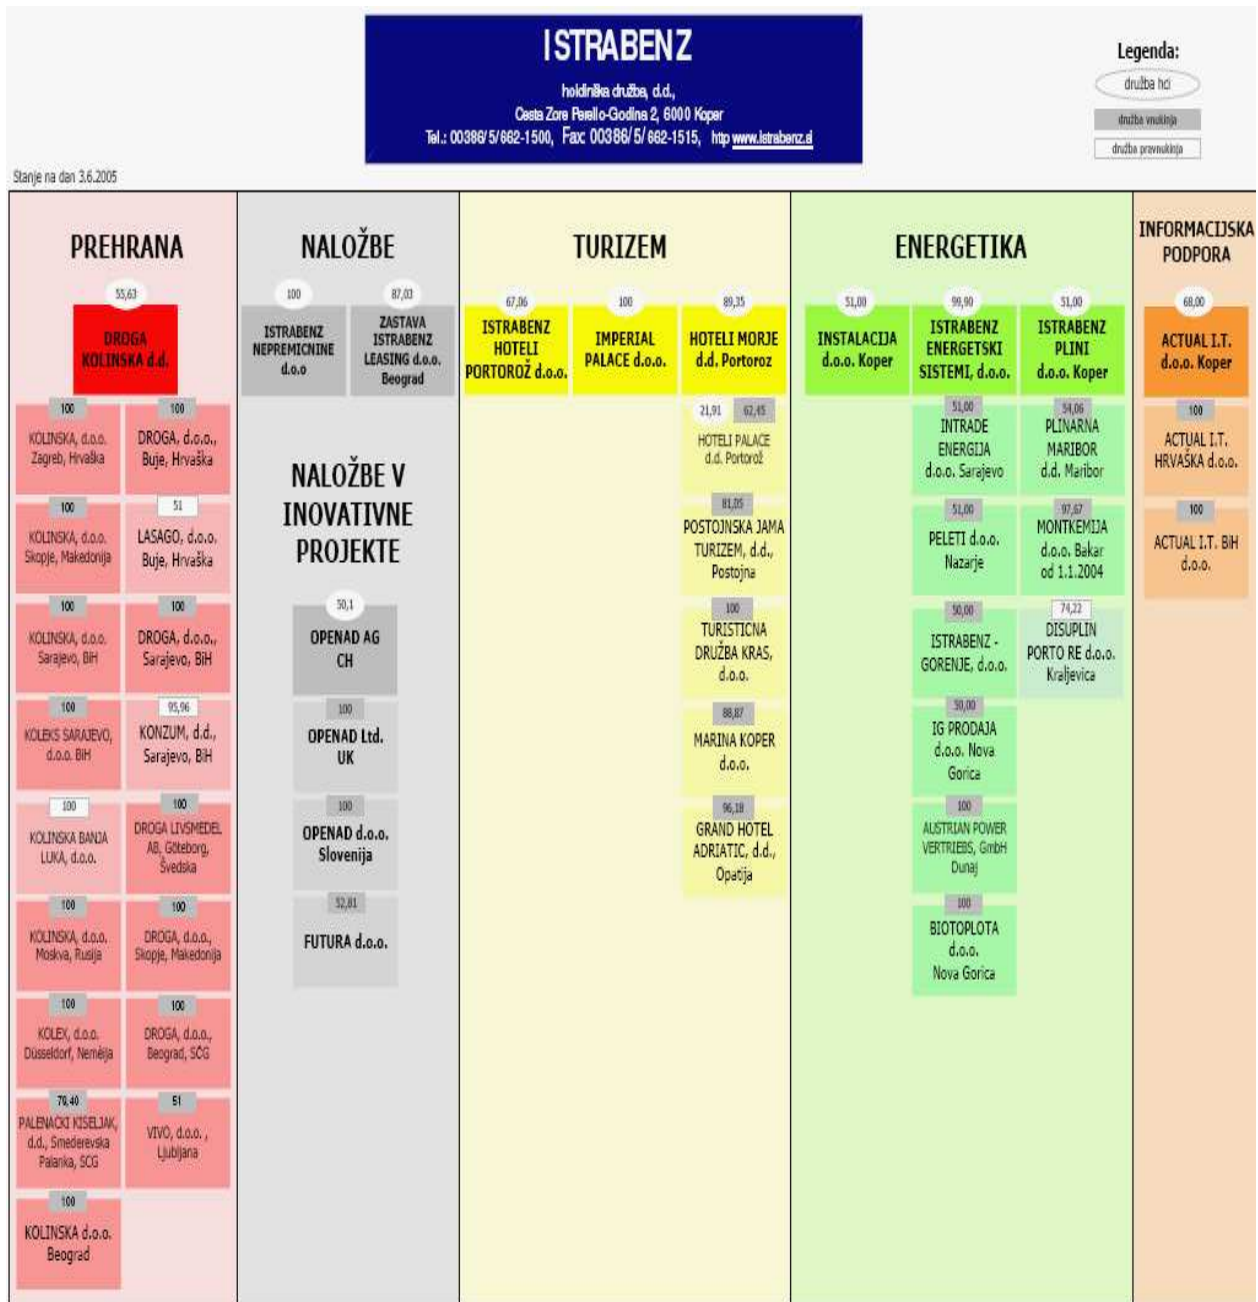 ISTRABENZ
holdinška družba, d.d.,
Cesta Zore Perello-Godina 2, 6000 Koper
Tel.: 00386/5/662-1500, Fax: 00386/5/662-1515, http www.istrabenz.si
Legenda:
družba hči
družba vnukinja
družba pravnukinja
Stanje na dan 3.6.2005
PREHRANA
55,63
DROGA
KOLINSKA d.d.
100
KOLINSKA, d.o.o.
Zagreb, Hrvaška
100
DROGA, d.o.o.,
Buje, Hrvaška
100
KOLINSKA, d.o.o.
Skopje, Makedonija
51
LASAGO, d.o.o.,
Buje, Hrvaška
100
KOLINSKA, d.o.o.
Sarajevo, BiH
100
DROGA, d.o.o.,
Sarajevo, BiH
100
KOLEKS SARAJEVO,
d.o.o. BiH
95,96
KONZUM, d.d.,
Sarajevo, BiH
100
KOLINSKA BANJA
LUKA, d.o.o.
100
DROGA LIVSMEDEL
AB, Göteborg,
Švedska
100
KOLINSKA, d.o.o.
Moskva, Rusija
100
DROGA, d.o.o.,
Skopje, Makedonija
100
KOLEX, d.o.o.
Düsseldorf, Nemčija
100
DROGA, d.o.o.,
Beograd, SČG
79,40
PALENAČKI KISELJAK,
d.d., Smederevska
Palanka, SCG
51
VIVO, d.o.o. ,
Ljubljana
100
KOLINSKA d.o.o.
Beograd
NALOŽBE
100
ISTRABENZ
NEPREMICNINE
d.o.o
87,03
ZASTAVA
ISTRABENZ
LEASING d.o.o.
Beograd
NALOŽBE V
INOVATIVNE
PROJEKTE
50,1
OPENAD AG
CH
100
OPENAD Ltd.
UK
100
OPENAD d.o.o.
Slovenija
52,81
FUTURA d.o.o.
TURIZEM
67,06
ISTRABENZ
HOTELI
PORTOROŽ d.o.o.
100
IMPERIAL
PALACE d.o.o.
89,35
HOTELI MORJE
d.d. Portoroz
21,91 62,45
HOTELI PALACE
d.d. Portorož
81,05
POSTOJNSKA JAMA
TURIZEM, d.d.,
Postojna
100
TURISTICNA
DRUŽBA KRAS,
d.o.o.
88,87
MARINA KOPER
d.o.o.
96,18
GRAND HOTEL
ADRIATIC, d.d.,
Opatija
ENERGETIKA
51,00
INSTALACIJA
d.o.o. Koper
99,90
ISTRABENZ
ENERGETSKI
SISTEMI, d.o.o.
51,00
ISTRABENZ
PLINI
d.o.o. Koper
51,00
INTRADE
ENERGIJA
d.o.o. Sarajevo
54,06
PLINARNA
MARIBOR
d.d. Maribor
51,00
PELETI d.o.o.
Nazarje
97,67
MONTKEMIJA
d.o.o. Bakar
od 1.1.2004
50,00
ISTRABENZ -
GORENJE, d.o.o.
74,22
DISUPLIN
PORTO RE d.o.o.
Kraljevica
50,00
IG PRODAJA
d.o.o. Nova
Gorica
100
AUSTRIAN POWER
VERTRIEBS, GmbH
Dunaj
100
BIOTOPLOTA
d.o.o.
Nova Gorica
INFORMACIJSKA
PODPORA
68,00
ACTUAL I.T.
d.o.o. Koper
100
ACTUAL I.T.
HRVAŠKA d.o.o.
100
ACTUAL I.T. BiH
d.o.o.